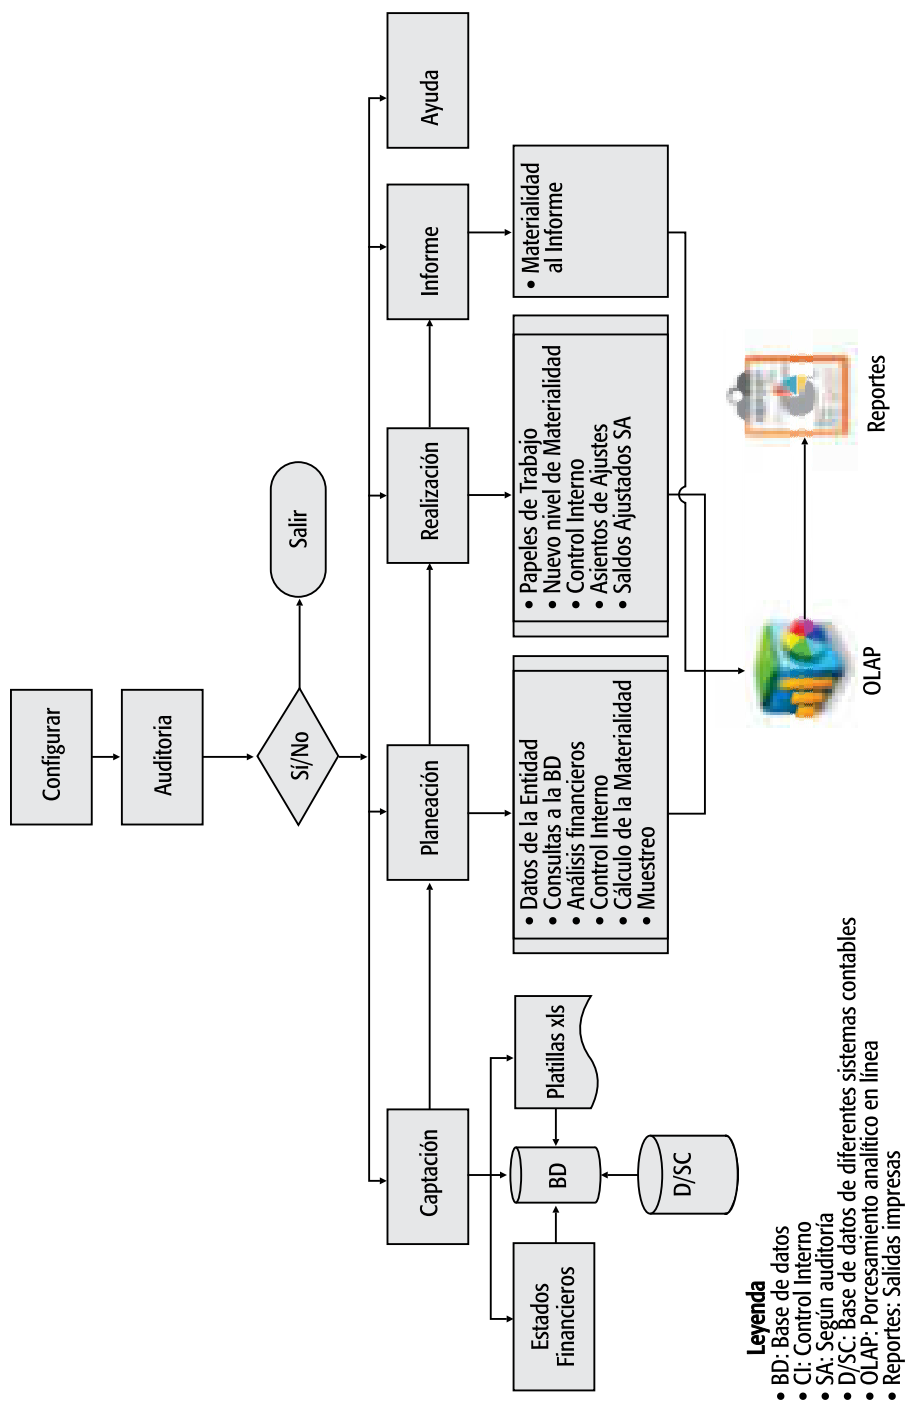 Configurar
Auditoria
Sí/No
Salir
Captación
Planeación
Realización
Informe
Ayuda
Estados
Financieros
BD
Platillas xls
D/SC
• Datos de la Entidad
• Consultas a la BD
• Análisis financieros
• Control Interno
• Cálculo de la Materialidad
• Muestreo
• Papeles de Trabajo
• Nuevo nivel de Materialidad
• Control Interno
• Asientos de Ajustes
• Saldos Ajustados SA
• Materialidad
al Informe
OLAP
Reportes
Leyenda
• BD: Base de datos
• CI: Control Interno
• SA: Según auditoría
• D/SC: Base de datos de diferentes sistemas contables
• OLAP: Porcesamiento analítico en línea
• Reportes: Salidas impresas